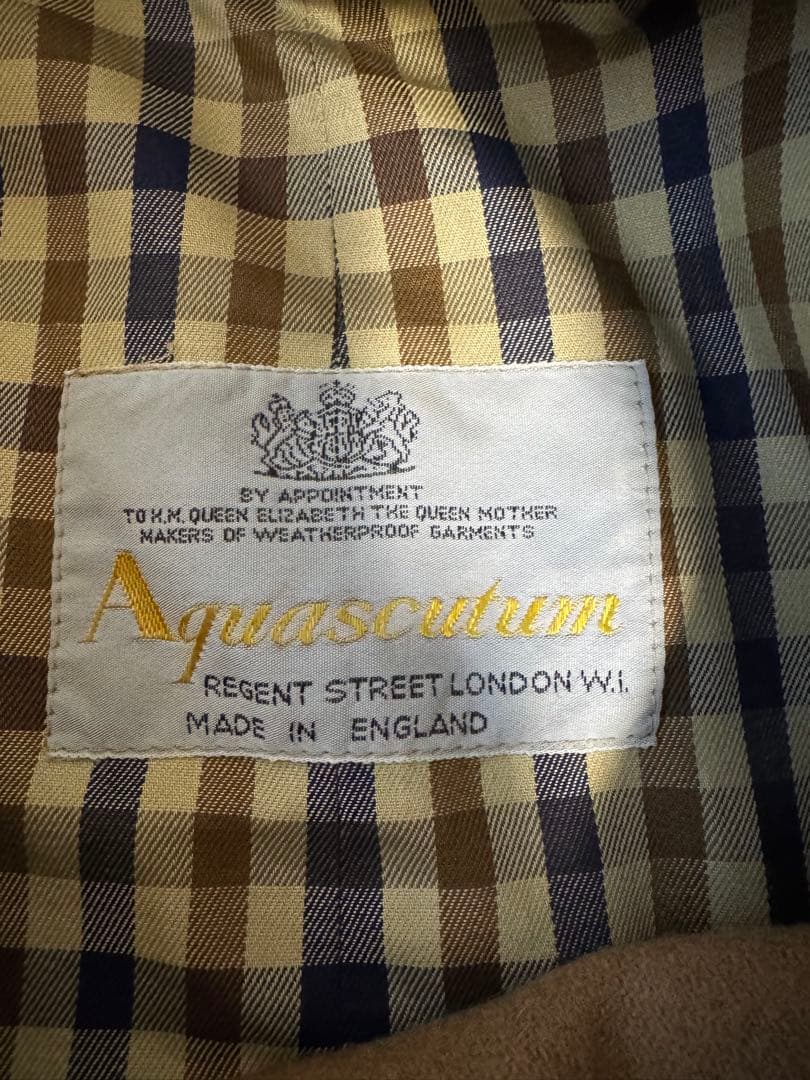 BY APPOINTMENT
TO H.M. QUEEN ELIZABETH THE QUEEN MOTHER
MAKERS OF WEATHERPROOF GARMENTS
Aquascutum
REGENT STREET LONDON W.1.
MADE IN ENGLAND